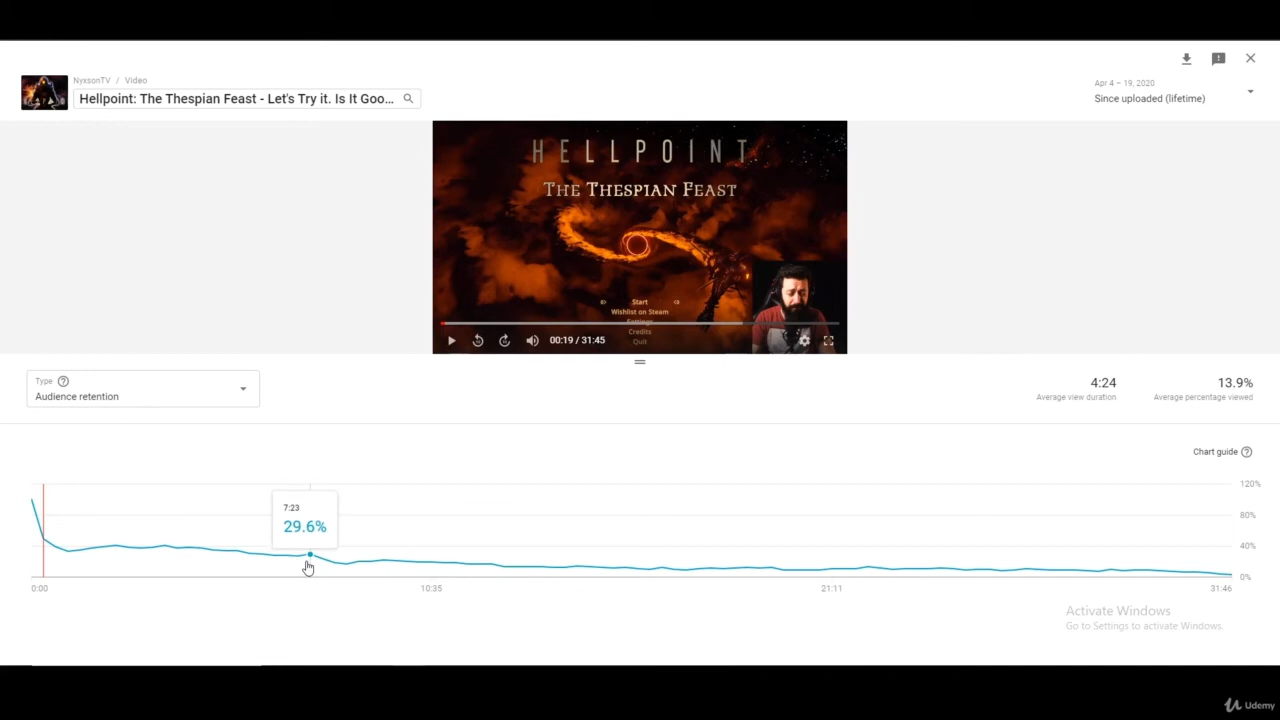 NyxsonTV / Video
Hellpoint: The Thespian Feast - Let's Try it. Is It Goo...
Apr 4 – 19, 2020
Since uploaded (lifetime)
HELLPOINT
THE THESPIAN FEAST
Start
Wishlist on Steam
Settings
Credits
Quit
00:19 / 31:45
Type
Audience retention
4:24
Average view duration
13.9%
Average percentage viewed
Chart guide
120%
80%
40%
0%
7:23
29.6%
0:00
10:35
21:11
31:46
Activate Windows
Go to Settings to activate Windows.
Udemy